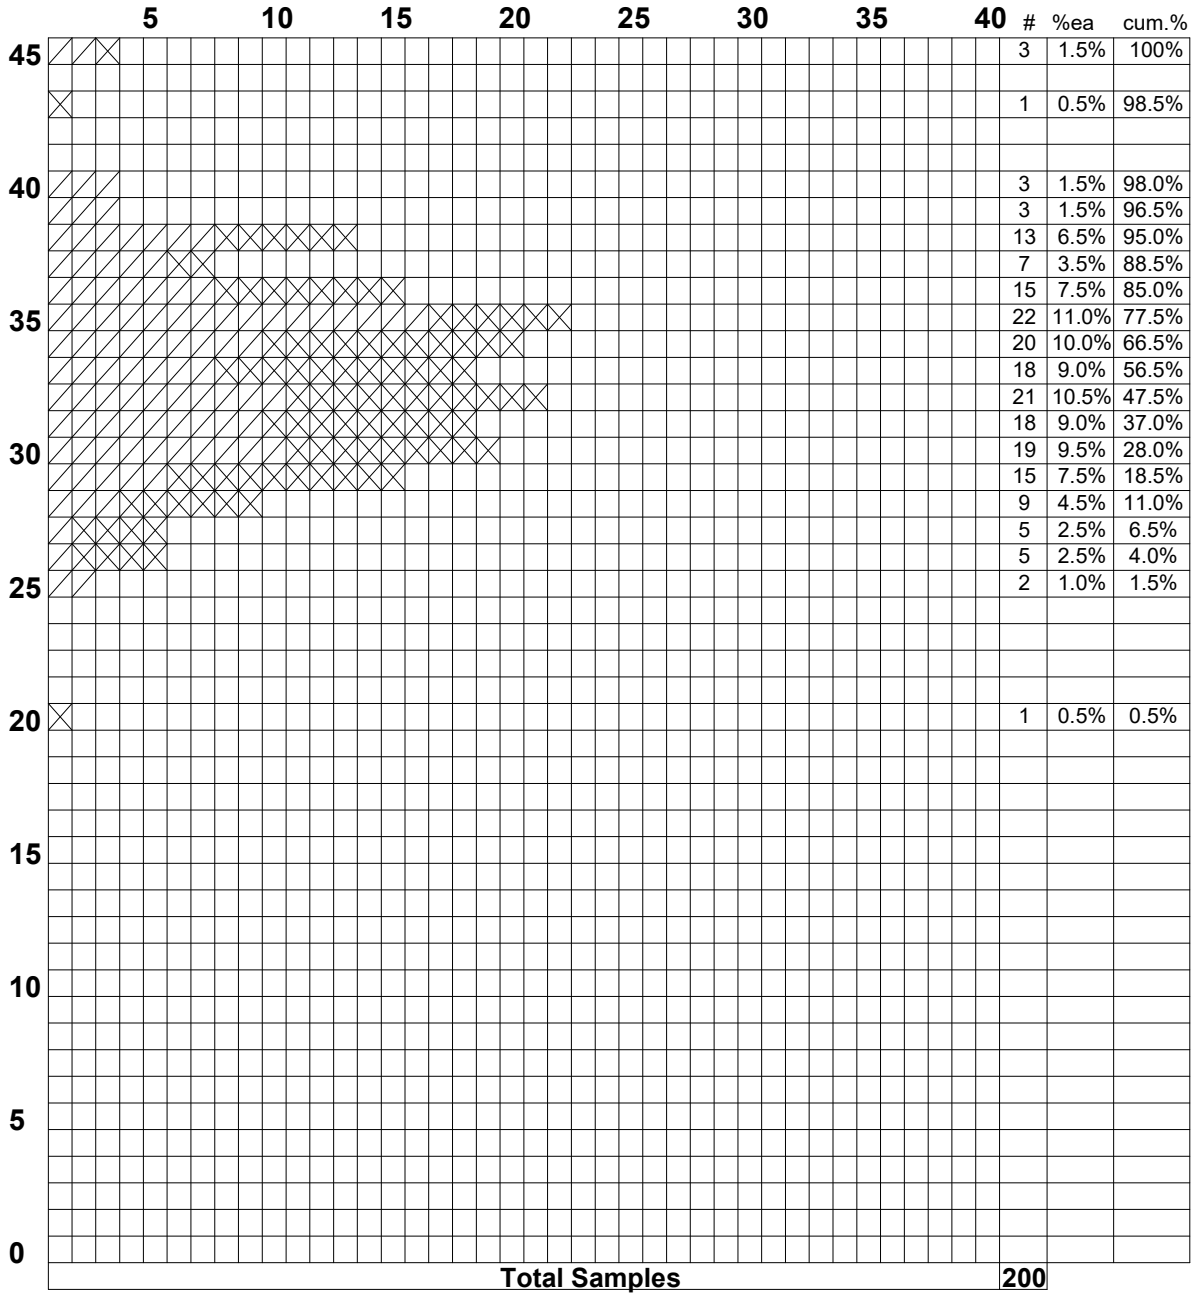 5 10 15 20 25 30 35 40 # %ea cum.%
45 3 1.5% 100%
1 0.5% 98.5%
40 3 1.5% 98.0%
3 1.5% 96.5%
13 6.5% 95.0%
7 3.5% 88.5%
15 7.5% 85.0%
35 22 11.0% 77.5%
20 10.0% 66.5%
18 9.0% 56.5%
21 10.5% 47.5%
18 9.0% 37.0%
30 19 9.5% 28.0%
15 7.5% 18.5%
9 4.5% 11.0%
5 2.5% 6.5%
5 2.5% 4.0%
25 2 1.0% 1.5%
20 1 0.5% 0.5%
15
10
5
0
Total Samples 200